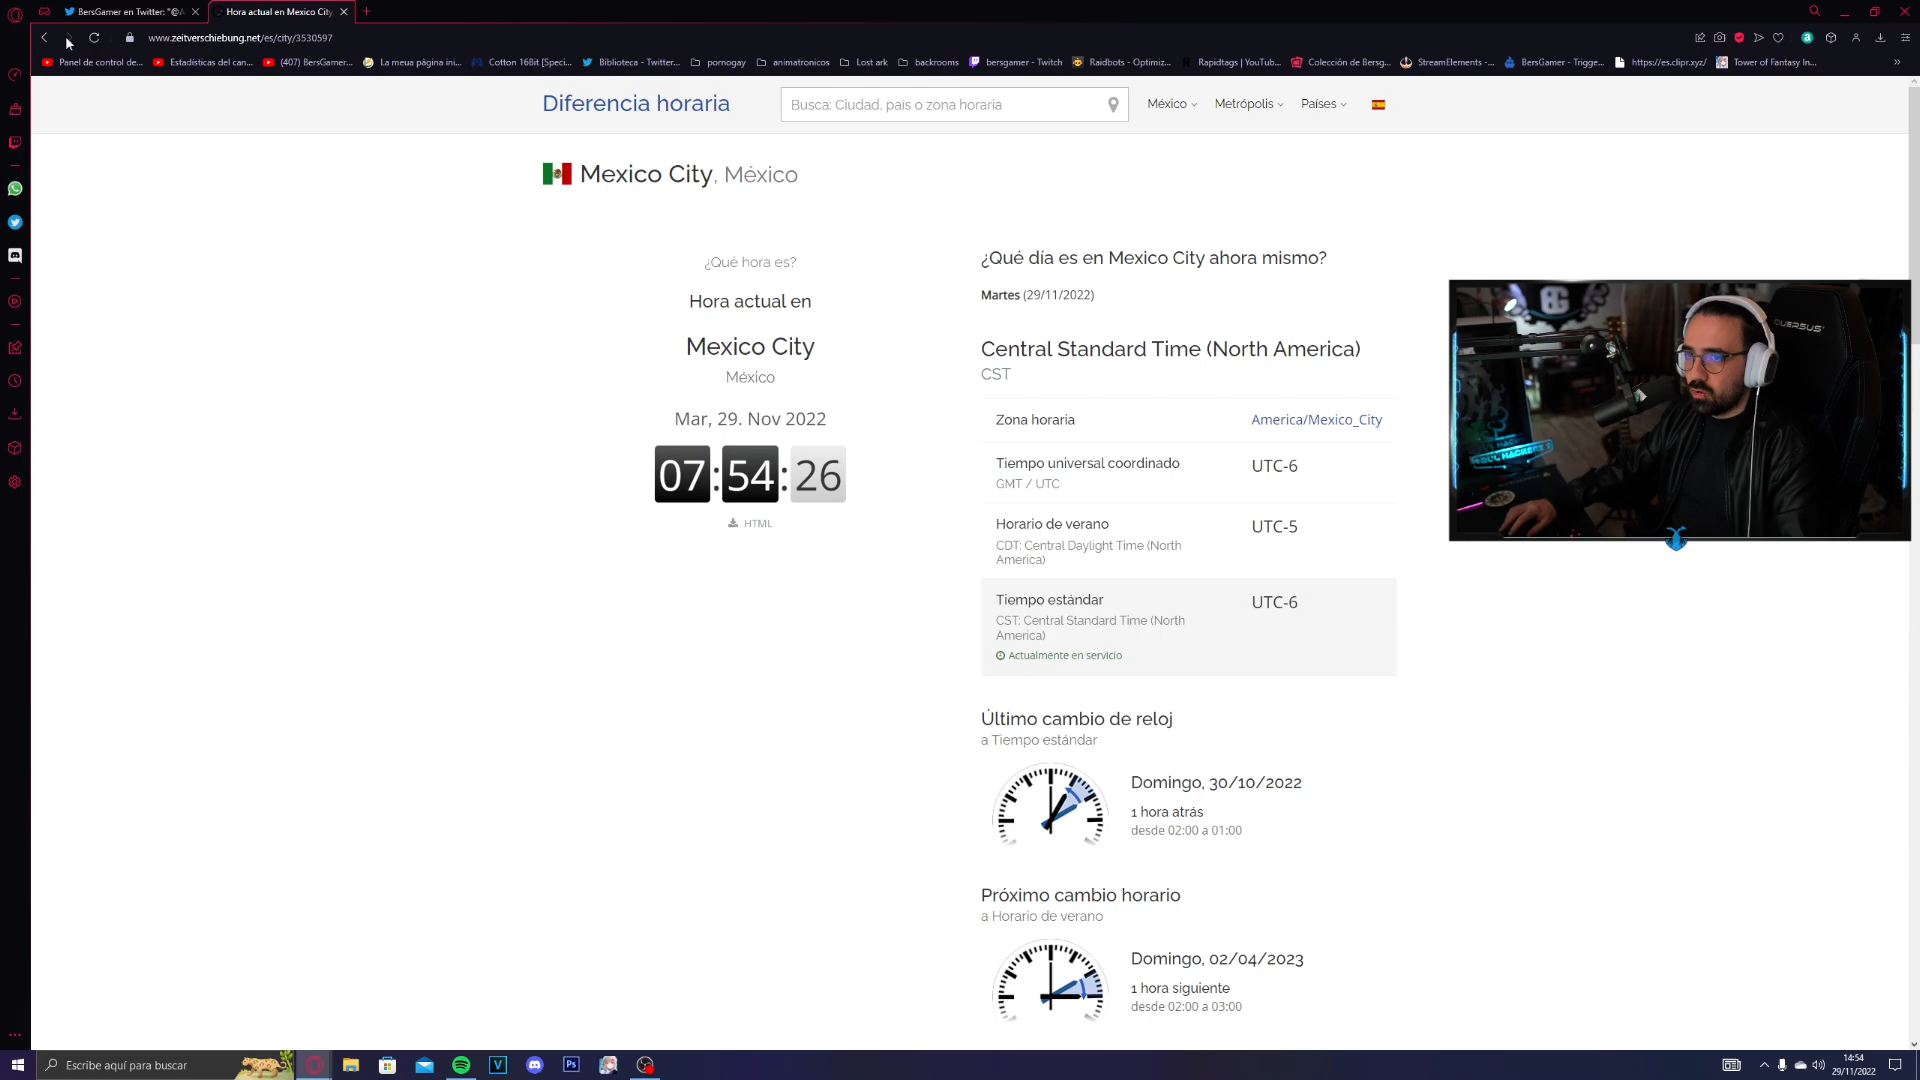 BersGamer en Twitter: "@A
Hora actual en Mexico City,
www.zeitverschiebung.net/es/city/3530597
Panel de control de...
Estadísticas del can...
(407) BersGamer...
La meua pàgina ini...
Cotton 16Bit [Speci...
Biblioteca - Twitter...
pornogay
animatronicos
Lost ark
backrooms
bersgamer - Twitch
Raidbots - Optimiz...
Rapidtags | YouTub...
Colección de Bersg...
StreamElements -...
BersGamer - Trigge...
https://es.clipr.xyz/
Tower of Fantasy In...
Diferencia horaria
Busca: Ciudad, país o zona horaria
México
Metrópolis
Países
Mexico City, México
¿Qué hora es?
Hora actual en
Mexico City
México
Mar, 29. Nov 2022
07:54:26
HTML
¿Qué día es en Mexico City ahora mismo?
Martes (29/11/2022)
Central Standard Time (North America)
CST
Zona horaria America/Mexico_City
Tiempo universal coordinado UTC-6
GMT / UTC
Horario de verano UTC-5
CDT: Central Daylight Time (North
America)
Tiempo estándar UTC-6
CST: Central Standard Time (North
America)
Actualmente en servicio
Último cambio de reloj
a Tiempo estándar
Domingo, 30/10/2022
1 hora atrás
desde 02:00 a 01:00
Próximo cambio horario
a Horario de verano
Domingo, 02/04/2023
1 hora siguiente
desde 02:00 a 03:00
QUERSUS
Escribe aquí para buscar
14:54
29/11/2022